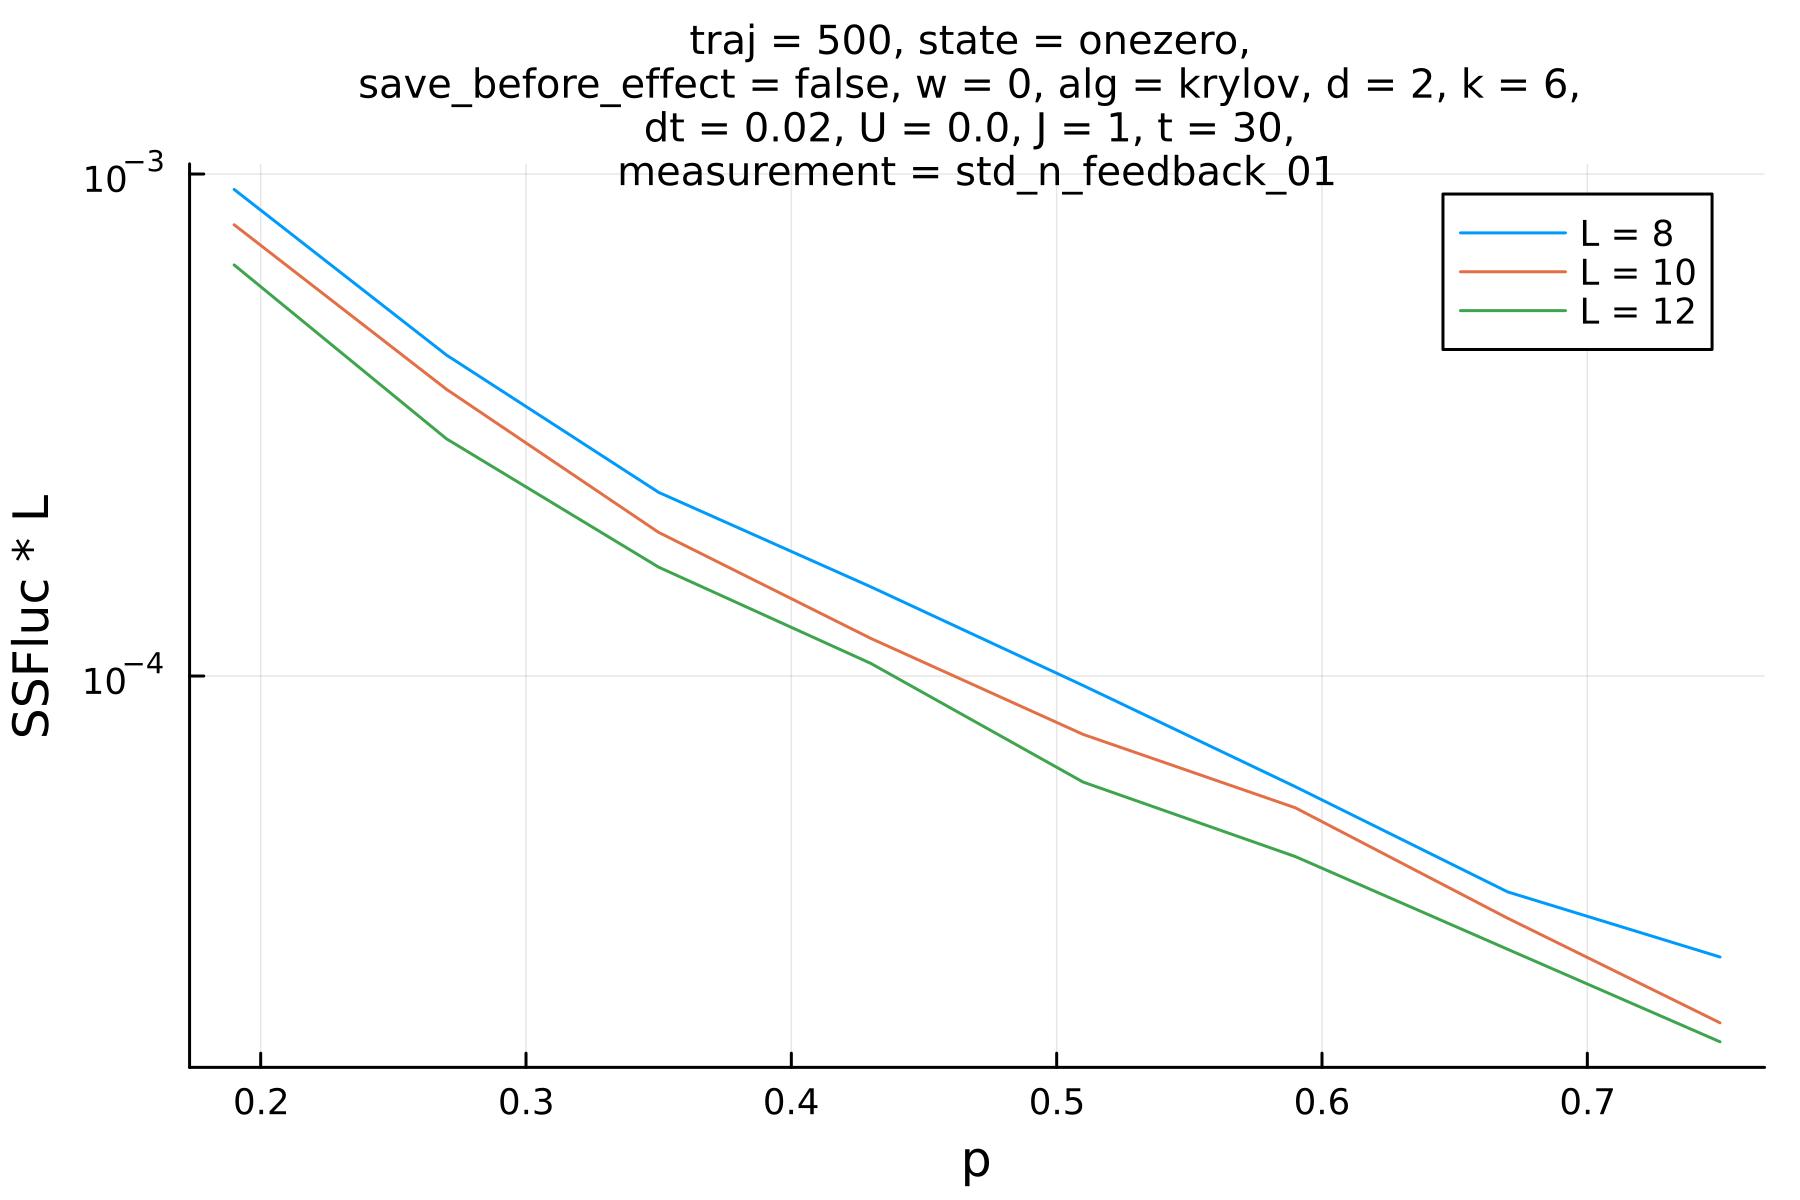 traj = 500, state = onezero,
save_before_effect = false, w = 0, alg = krylov, d = 2, k = 6,
dt = 0.02, U = 0.0, J = 1, t = 30,
measurement = std_n_feedback_01
10⁻³
10⁻⁴
SSFluc * L
L = 8
L = 10
L = 12
0.2 0.3 0.4 0.5 0.6 0.7
p